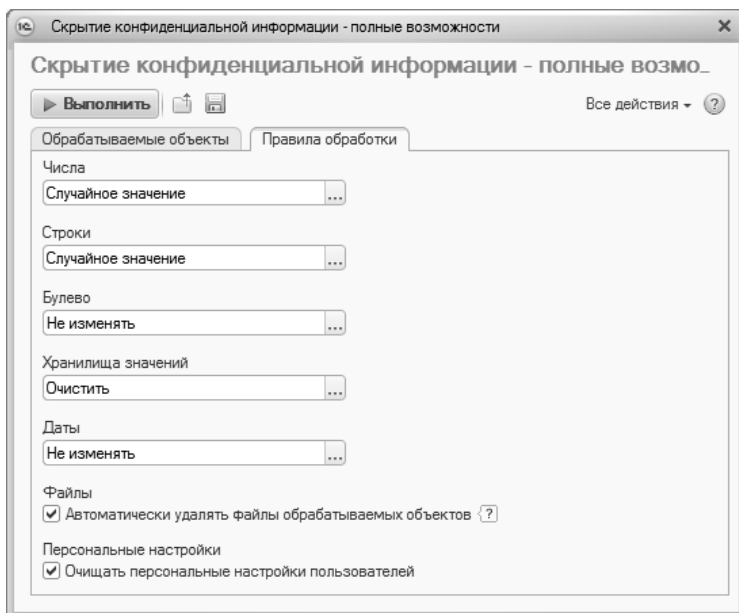 1С Скрытие конфиденциальной информации - полные возможности
Скрытие конфиденциальной информации - полные возмо...
Выполнить Все действия ?
Обрабатываемые объекты Правила обработки
Числа
Случайное значение ...
Строки
Случайное значение ...
Булево
Не изменять ...
Хранилища значений
Очистить ...
Даты
Не изменять ...
Файлы
Автоматически удалять файлы обрабатываемых объектов ?
Персональные настройки
Очищать персональные настройки пользователей